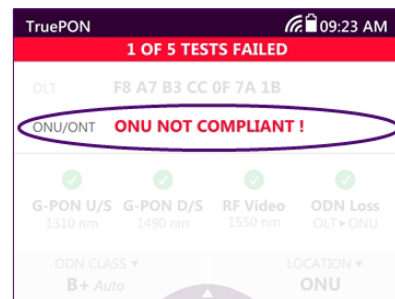 TruePON 09:23 AM
1 OF 5 TESTS FAILED
OLT F8 A7 B3 CC 0F 7A 1B
ONU/ONT ONU NOT COMPLIANT !
G-PON U/S G-PON D/S RF Video ODN Loss
1310 nm 1490 nm 1550 nm OLT▸ONU
ODN CLASS ▾ LOCATION ▾
B+ Auto ONU